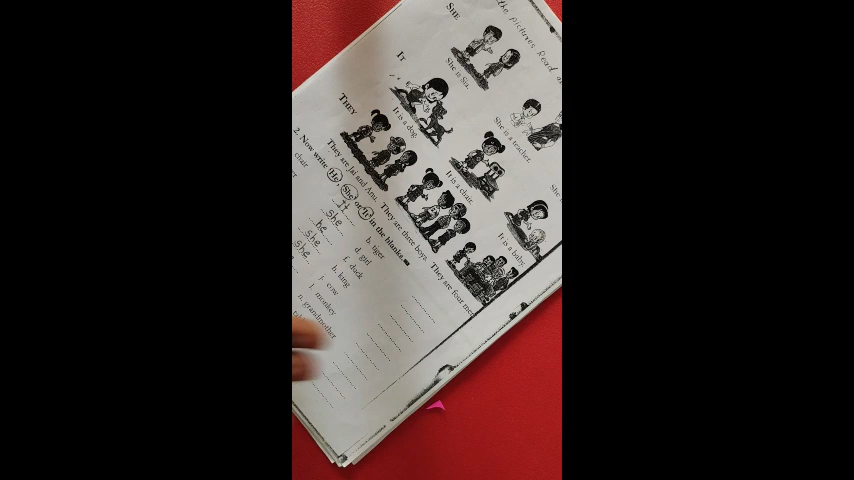 the pictures. Read
SHE
She is Sis.
She is a teacher.
IT
It is a dog.
It is a chair.
It is a baby.
THEY
They are Jai and Anu.
They are three boys.
They are four men
2. Now write He, She or It in the blanks.
chair it b. tiger
she d. girl
he f. duck
she h. king
she j. cow
l. monkey
n. grandmother